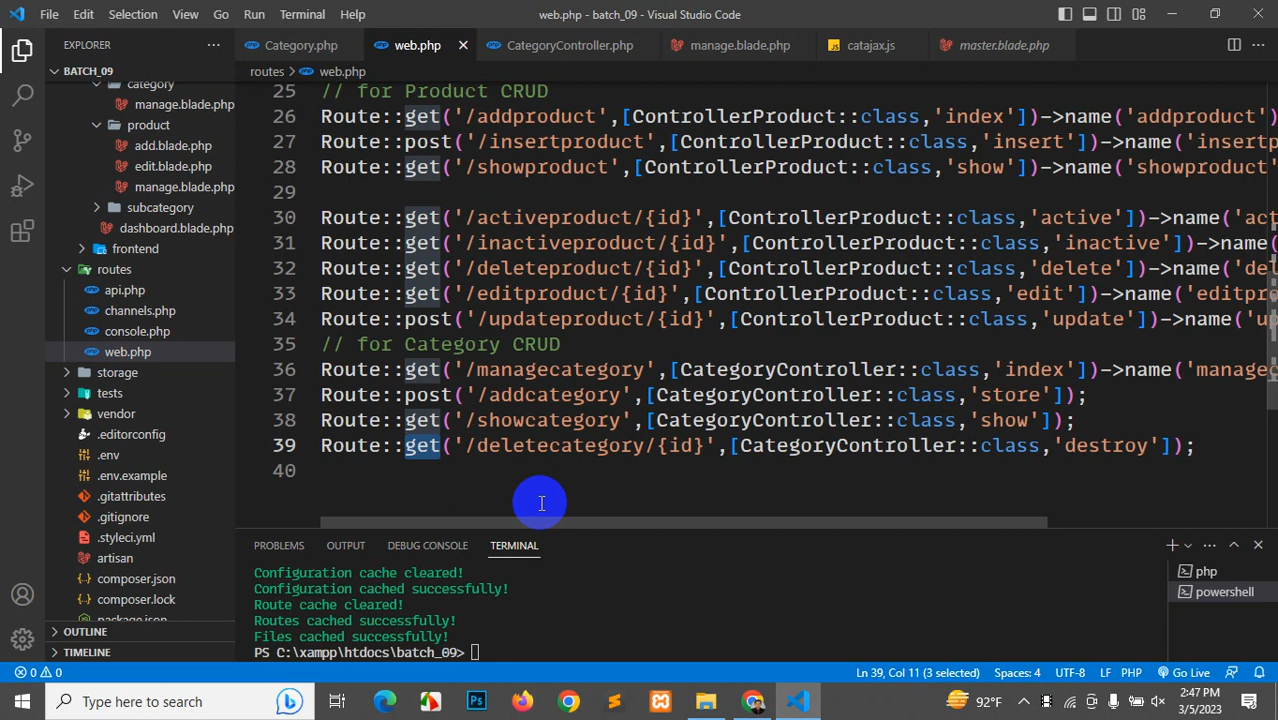 File Edit Selection View Go Run Terminal Help
web.php - batch_09 - Visual Studio Code
EXPLORER
BATCH_09
category
manage.blade.php
product
add.blade.php
edit.blade.php
manage.blade.php
subcategory
dashboard.blade.php
frontend
routes
api.php
channels.php
console.php
web.php
storage
tests
vendor
.editorconfig
.env
.env.example
.gitattributes
.gitignore
.styleci.yml
artisan
composer.json
composer.lock
package.json
OUTLINE
TIMELINE
Category.php web.php CategoryController.php manage.blade.php catajax.js master.blade.php
routes > web.php
25 // for Product CRUD
26 Route::get('/addproduct',[ControllerProduct::class,'index'])->name('addproduct')
27 Route::post('/insertproduct',[ControllerProduct::class,'insert'])->name('insertp
28 Route::get('/showproduct',[ControllerProduct::class,'show'])->name('showproduct
29
30 Route::get('/activeproduct/{id}',[ControllerProduct::class,'active'])->name('act
31 Route::get('/inactiveproduct/{id}',[ControllerProduct::class,'inactive'])->name(
32 Route::get('/deleteproduct/{id}',[ControllerProduct::class,'delete'])->name('del
33 Route::get('/editproduct/{id}',[ControllerProduct::class,'edit'])->name('editpr
34 Route::post('/updateproduct/{id}',[ControllerProduct::class,'update'])->name('up
35 // for Category CRUD
36 Route::get('/managecategory',[CategoryController::class,'index'])->name('managec
37 Route::post('/addcategory',[CategoryController::class,'store']);
38 Route::get('/showcategory',[CategoryController::class,'show']);
39 Route::get('/deletecategory/{id}',[CategoryController::class,'destroy']);
40
PROBLEMS OUTPUT DEBUG CONSOLE TERMINAL
Configuration cache cleared!
Configuration cached successfully!
Route cache cleared!
Routes cached successfully!
Files cached successfully!
PS C:\xampp\htdocs\batch_09>
php
powershell
0 0 Ln 39, Col 11 (3 selected) Spaces: 4 UTF-8 LF PHP Go Live
Type here to search
Ps
92°F
2:47 PM
3/5/2023